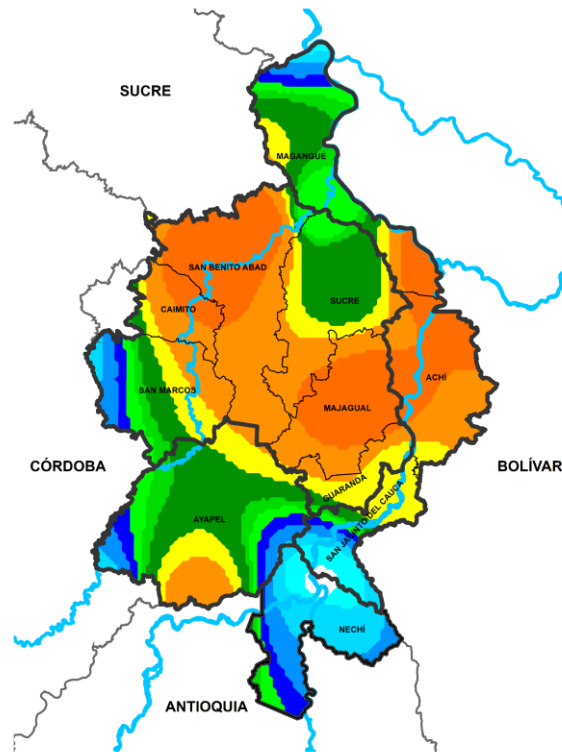 SUCRE
MAGANGUÉ
SAN BENITO ABAD
CAIMITO
SUCRE
SAN MARCOS
ACHÍ
MAJAGUAL
CÓRDOBA
BOLÍVAR
GUARANDA
SAN JACINTO DEL CAUCA
AYAPEL
NECHÍ
ANTIOQUIA